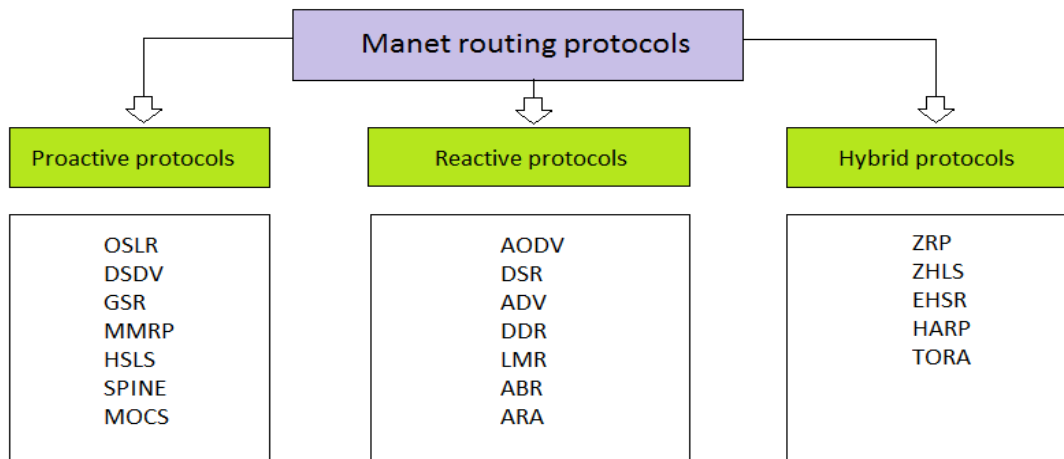 Manet routing protocols
Proactive protocols
Reactive protocols
Hybrid protocols
OSLR
DSDV
GSR
MMRP
HSLS
SPINE
MOCS
AODV
DSR
ADV
DDR
LMR
ABR
ARA
ZRP
ZHLS
EHSR
HARP
TORA